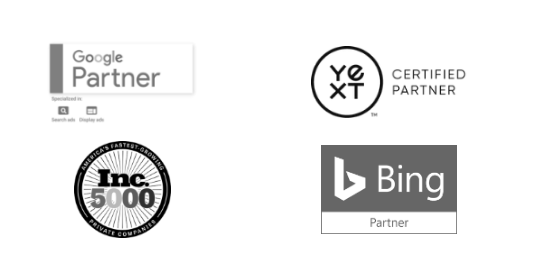 Google
Partner
Specialized in
Search ads Display ads
YEXT
CERTIFIED
PARTNER
TM
AMERICA'S FASTEST-GROWING
Inc.
5000
PRIVATE COMPANIES
Bing
Partner